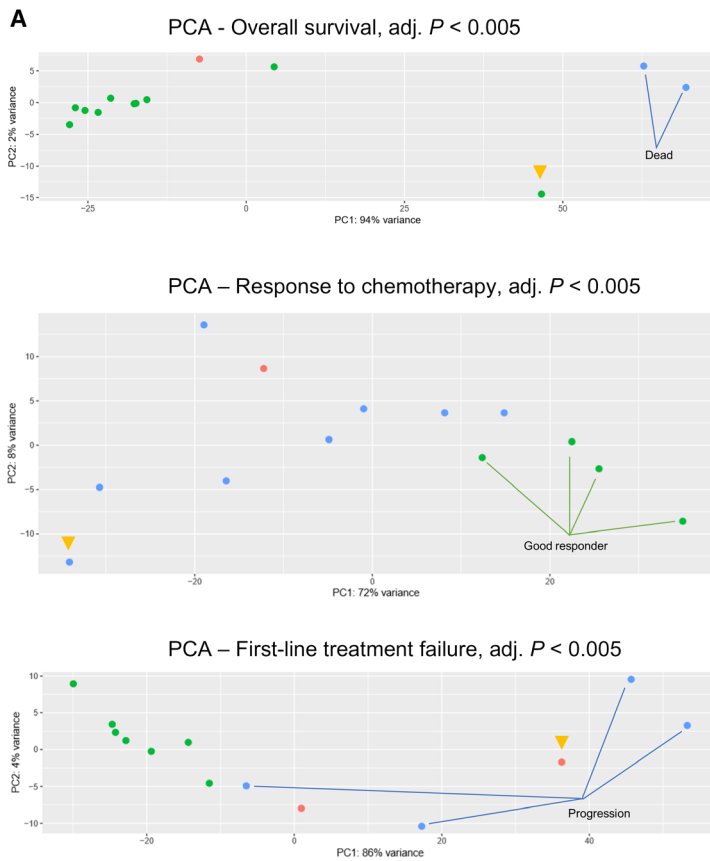 A
PCA - Overall survival, adj. P < 0.005
PC2: 2% variance
5
0
−5
−10
−15
Dead
−25
0
25
50
PC1: 94% variance
PCA – Response to chemotherapy, adj. P < 0.005
PC2: 8% variance
10
5
0
−5
−10
Good responder
−20
0
20
PC1: 72% variance
PCA – First-line treatment failure, adj. P < 0.005
PC2: 4% variance
10
5
0
−5
−10
Progression
−20
0
20
40
PC1: 86% variance